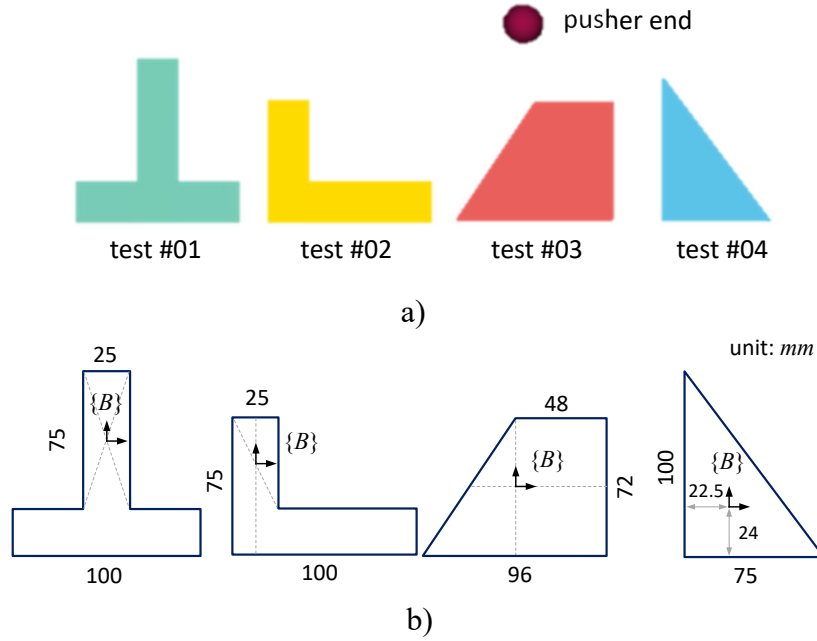 pusher end
test #01 test #02 test #03 test #04
a)
unit: mm
25 {B} 75 100
25 {B} 75 100
48 {B} 72 96
100 {B} 22.5 24 75
b)